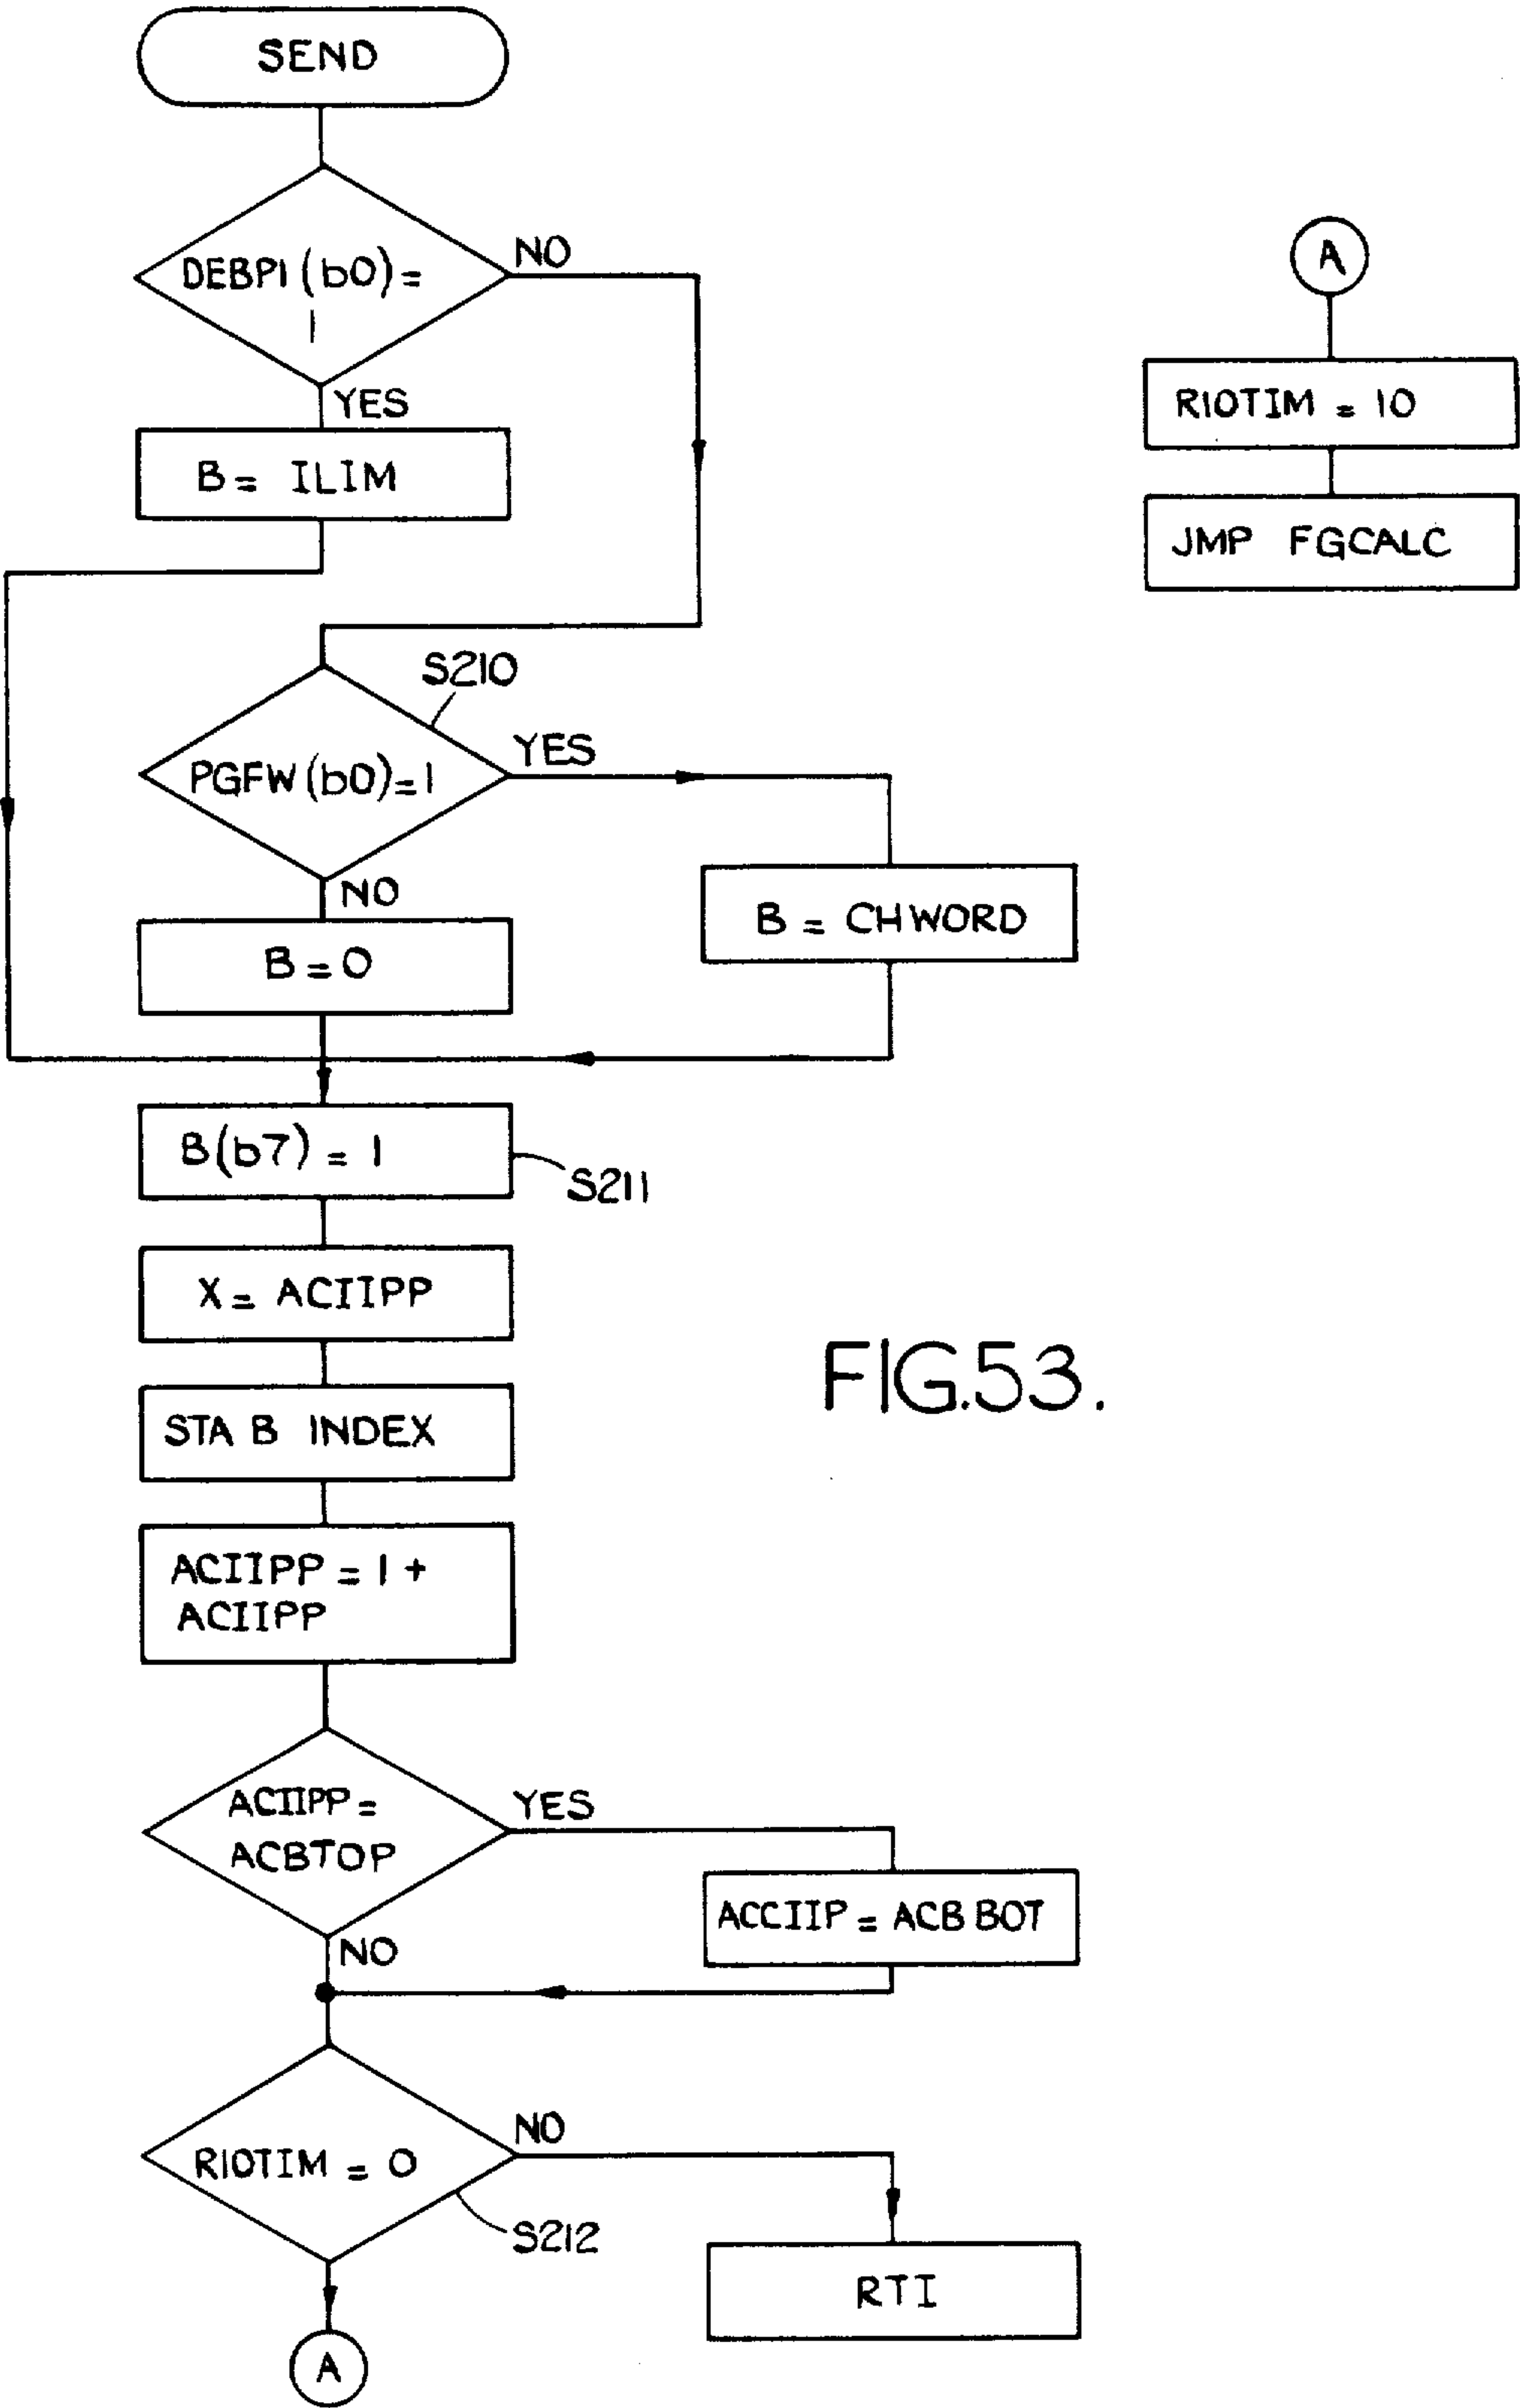 SEND
DEBPI(b0)=
1
NO
YES
B = ILIM
S210
PGFW(b0)=1
YES
NO
B = CHWORD
B = 0
B(b7) = 1
S211
X = ACIIPP
STA B INDEX
ACIIPP = 1 +
ACIIPP
ACIIPP =
ACBTOP
YES
ACCIIP = ACB BOT
NO
RIOTIM = 0
NO
S212
RTI
A
A
RIOTIM = 10
JMP FGCALC
FIG.53.